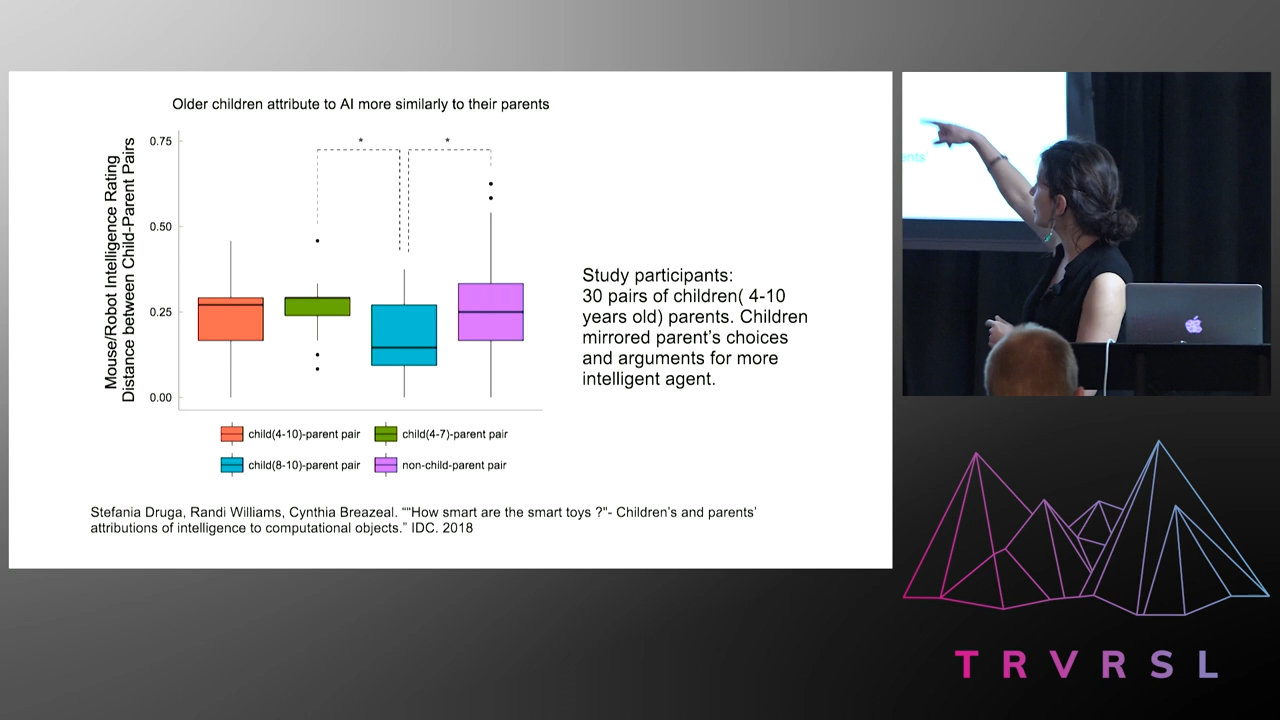 Older children attribute to AI more similarly to their parents
Mouse/Robot Intelligence Rating
Distance between Child-Parent Pairs
0.75
0.50
0.25
0.00
*
*
child(4-10)-parent pair
child(4-7)-parent pair
child(8-10)-parent pair
non-child-parent pair
Study participants:
30 pairs of children( 4-10
years old) parents. Children
mirrored parent's choices
and arguments for more
intelligent agent.
Stefania Druga, Randi Williams, Cynthia Breazeal. "“How smart are the smart toys ?"- Children's and parents'
attributions of intelligence to computational objects.” IDC. 2018
TRVRSL